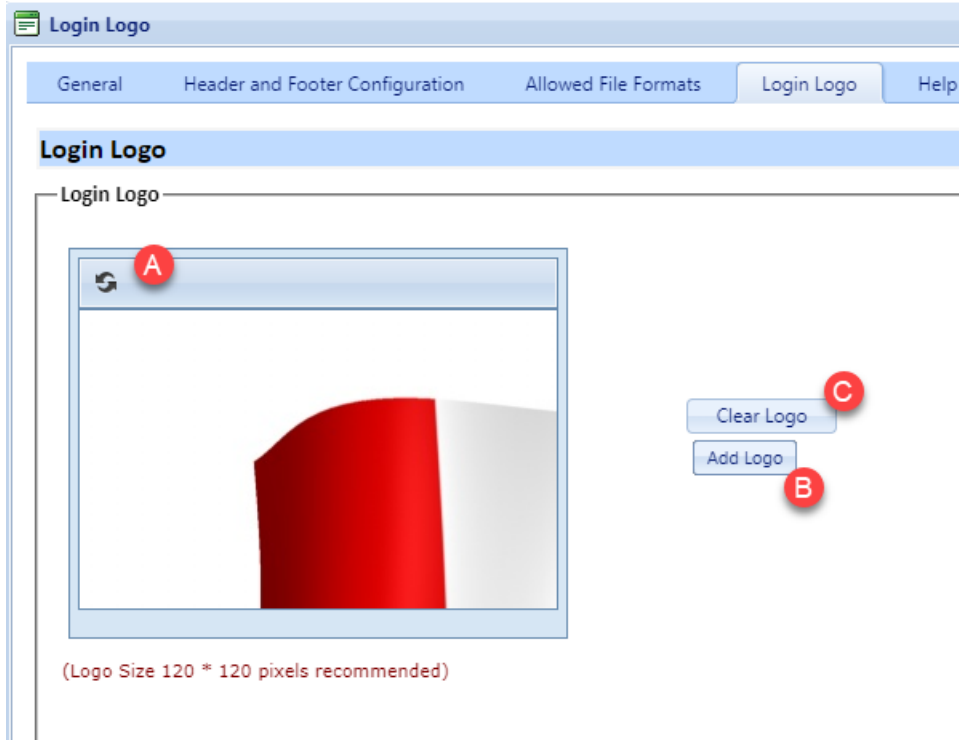 Login Logo
General Header and Footer Configuration Allowed File Formats Login Logo Help
Login Logo
Login Logo
A
C
Clear Logo
Add Logo
B
(Logo Size 120 * 120 pixels recommended)